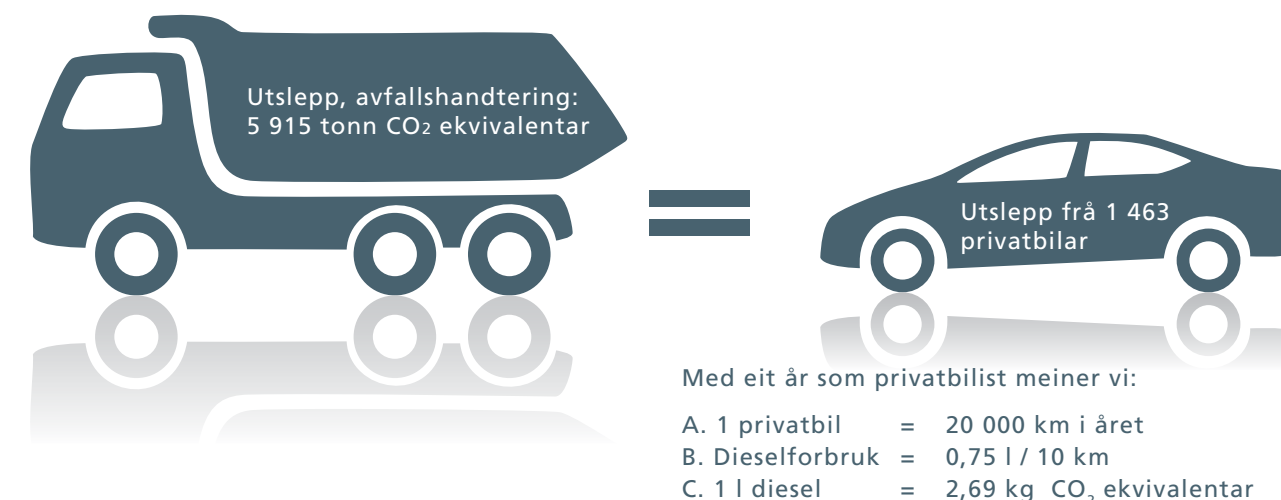 Utslepp, avfallshandtering:
5 915 tonn CO2 ekvivalentar
Utslepp frå 1 463
privatbilar
Med eit år som privatbilist meiner vi:
A. 1 privatbil = 20 000 km i året
B. Dieselforbruk = 0,75 l / 10 km
C. 1 l diesel = 2,69 kg CO₂ ekvivalentar